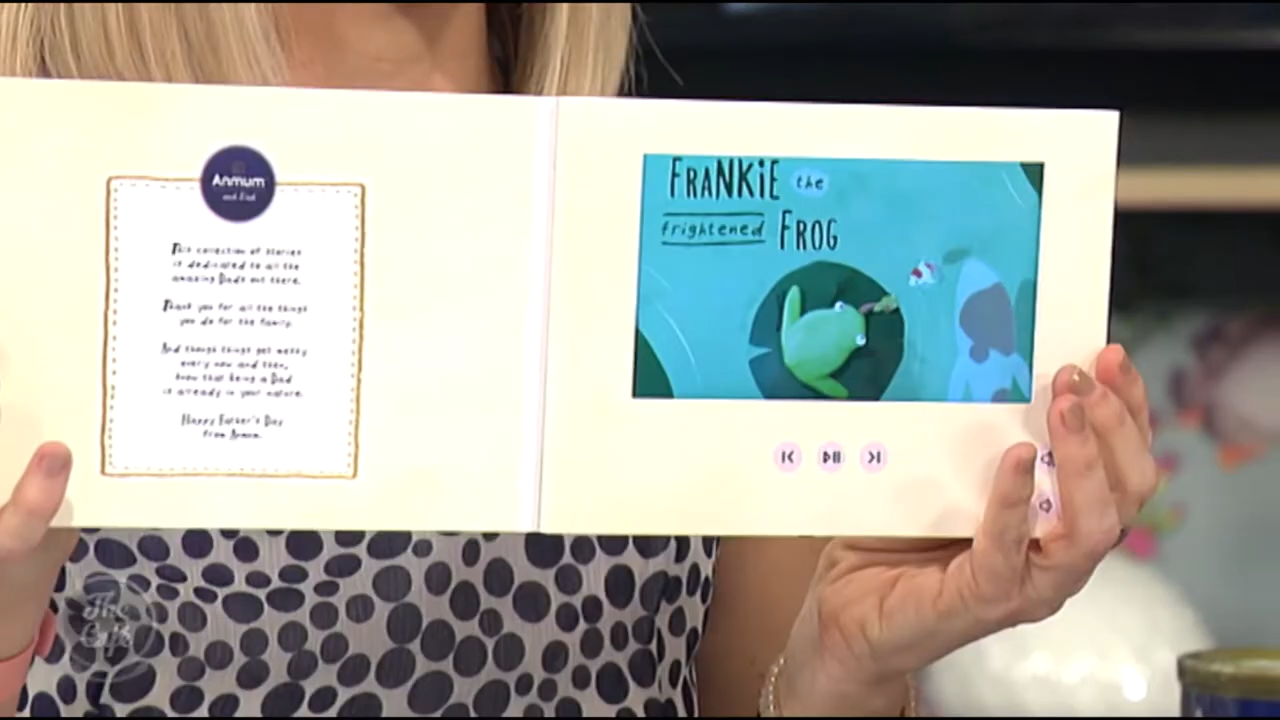 Anmum
and Dad
This collection of stories
is dedicated to all the
amazing Dads out there.
Thank you for all the things
you do for the family.
And though things get messy
every now and then,
know that being a Dad
is already in your nature.
Happy Father's Day
from Anmum.
FRANKiE the
frightened FROG
The
Café